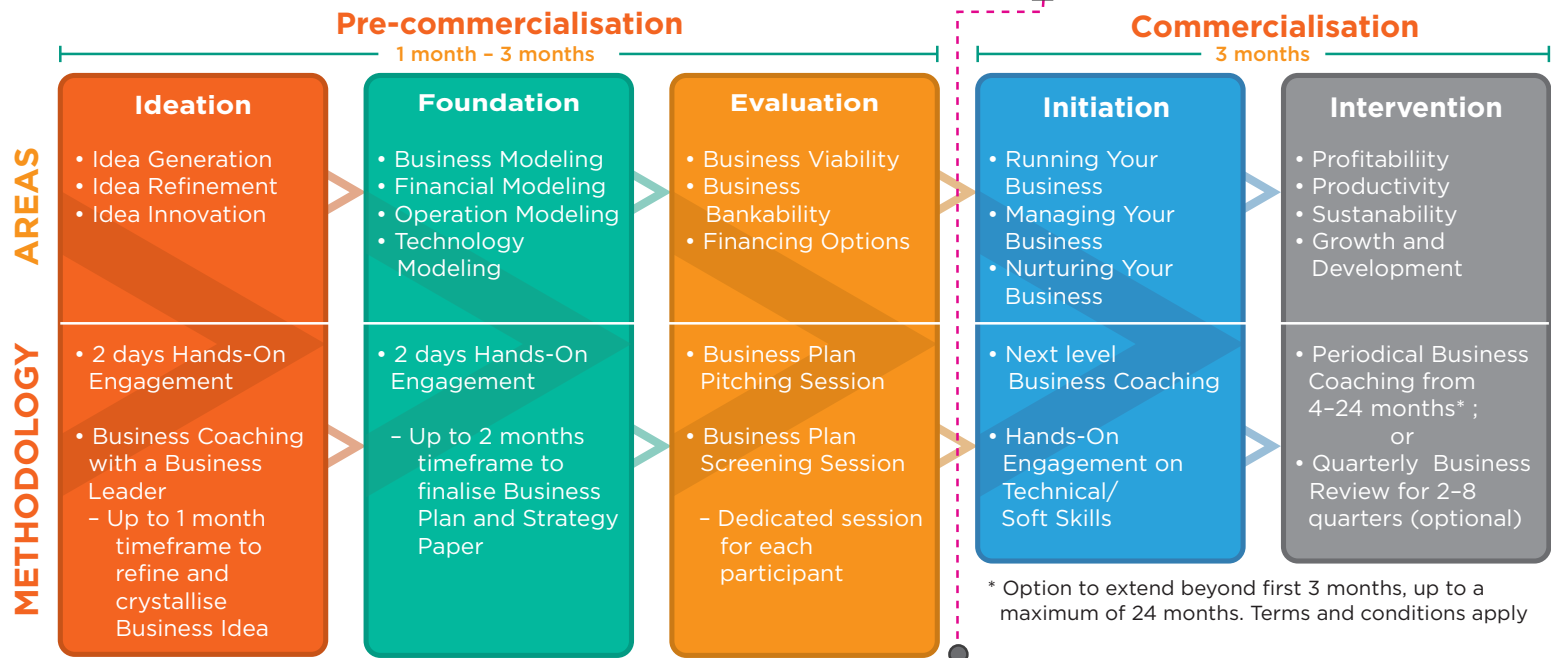 Pre-commercialisation
1 month – 3 months
Commercialisation
3 months
AREAS
METHODOLOGY
Ideation
• Idea Generation
• Idea Refinement
• Idea Innovation
• 2 days Hands-On
Engagement
• Business Coaching
with a Business
Leader
– Up to 1 month
timeframe to
refine and
crystallise
Business Idea
Foundation
• Business Modeling
• Financial Modeling
• Operation Modeling
• Technology
Modeling
• 2 days Hands-On
Engagement
– Up to 2 months
timeframe to
finalise Business
Plan and Strategy
Paper
Evaluation
• Business Viability
• Business
Bankability
• Financing Options
• Business Plan
Pitching Session
• Business Plan
Screening Session
– Dedicated session
for each
participant
Initiation
• Running Your
Business
• Managing Your
Business
• Nurturing Your
Business
• Next level
Business Coaching
• Hands-On
Engagement on
Technical/
Soft Skills
Intervention
• Profitabiliity
• Productivity
• Sustanability
• Growth and
Development
• Periodical Business
Coaching from
4–24 months* ;
or
• Quarterly Business
Review for 2–8
quarters (optional)
* Option to extend beyond first 3 months, up to a
maximum of 24 months. Terms and conditions apply